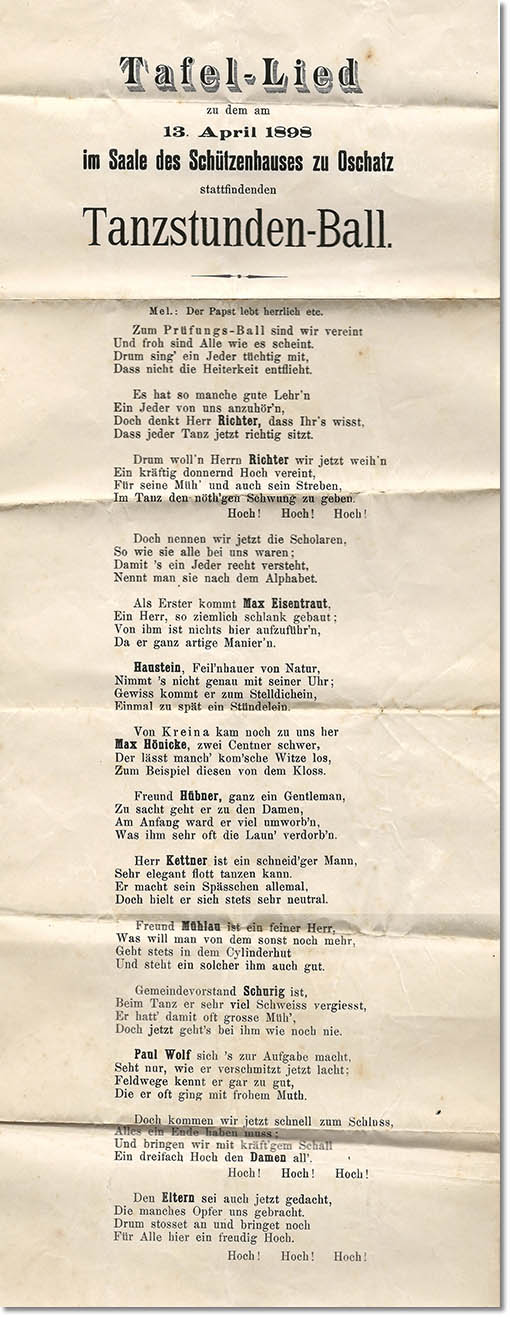 Tafel-Lied
zu dem am
13. April 1898
im Saale des Schützenhauses zu Oschatz
stattfindenden
Tanzstunden-Ball.
Mel.: Der Papst lebt herrlich etc.
Zum Prüfungs-Ball sind wir vereint
Und froh sind Alle wie es scheint.
Drum sing' ein Jeder tüchtig mit,
Dass nicht die Heiterkeit entflieht.
Es hat so manche gute Lehr'n
Ein Jeder von uns anzuhör'n,
Doch denkt Herr Richter, dass Ihr's wisst,
Dass jeder Tanz jetzt richtig sitzt.
Drum woll'n Herrn Richter wir jetzt weih'n
Ein kräftig donnernd Hoch vereint,
Für seine Müh' und auch sein Streben,
Im Tanz den nöth'gen Schwung zu geben.
Hoch! Hoch! Hoch!
Doch nennen wir jetzt die Scholaren,
So wie sie alle bei uns waren;
Damit 's ein Jeder recht versteht,
Nennt man sie nach dem Alphabet.
Als Erster kommt Max Eisentraut,
Ein Herr, so ziemlich schlank gebaut;
Von ihm ist nichts hier aufzuführ'n,
Da er ganz artige Manier'n.
Haustein, Feil'nhauer von Natur,
Nimmt 's nicht genau mit seiner Uhr;
Gewiss kommt er zum Stelldichein,
Einmal zu spät ein Stündelein.
Von Kreina kam noch zu uns her
Max Hönicke, zwei Centner schwer,
Der lässt manch' kom'sche Witze los,
Zum Beispiel diesen von dem Kloss.
Freund Hübner, ganz ein Gentleman,
Zu sacht geht er zu den Damen,
Am Anfang ward er viel umworb'n,
Was ihm sehr oft die Laun' verdorb'n.
Herr Kettner ist ein schneid'ger Mann,
Sehr elegant flott tanzen kann.
Er macht sein Spässchen allemal,
Doch hielt er sich stets sehr neutral.
Freund Mühlau ist ein feiner Herr,
Was will man von dem sonst noch mehr,
Geht stets in dem Cylinderhut
Und steht ein solcher ihm auch gut.
Gemeindevorstand Schurig ist,
Beim Tanz er sehr viel Schweiss vergiesst,
Er hatt' damit oft grosse Müh',
Doch jetzt geht's bei ihm wie noch nie.
Paul Wolf sich 's zur Aufgabe macht,
Seht nur, wie er verschmitzt jetzt lacht;
Feldwege kennt er gar zu gut,
Die er oft ging mit frohem Muth.
Doch kommen wir jetzt schnell zum Schluss,
Alles ein Ende haben muss;
Und bringen wir mit kräft'gem Schall
Ein dreifach Hoch den Damen all'.
Hoch! Hoch! Hoch!
Den Eltern sei auch jetzt gedacht,
Die manches Opfer uns gebracht.
Drum stosset an und bringet noch
Für Alle hier ein freudig Hoch.
Hoch! Hoch! Hoch!